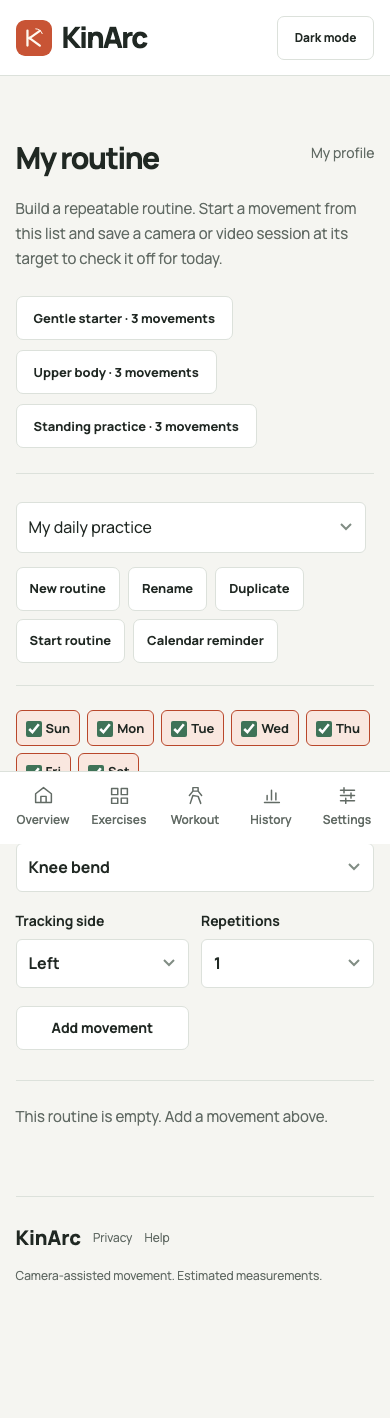 KinArc
Dark mode
My routine
My profile
Build a repeatable routine. Start a movement from
this list and save a camera or video session at its
target to check it off for today.
Gentle starter · 3 movements
Upper body · 3 movements
Standing practice · 3 movements
My daily practice
New routine Rename Duplicate
Start routine Calendar reminder
Sun Mon Tue Wed Thu
Fri Sat
Overview Exercises Workout History Settings
Knee bend
Tracking side Repetitions
Left 1
Add movement
This routine is empty. Add a movement above.
KinArc Privacy Help
Camera-assisted movement. Estimated measurements.